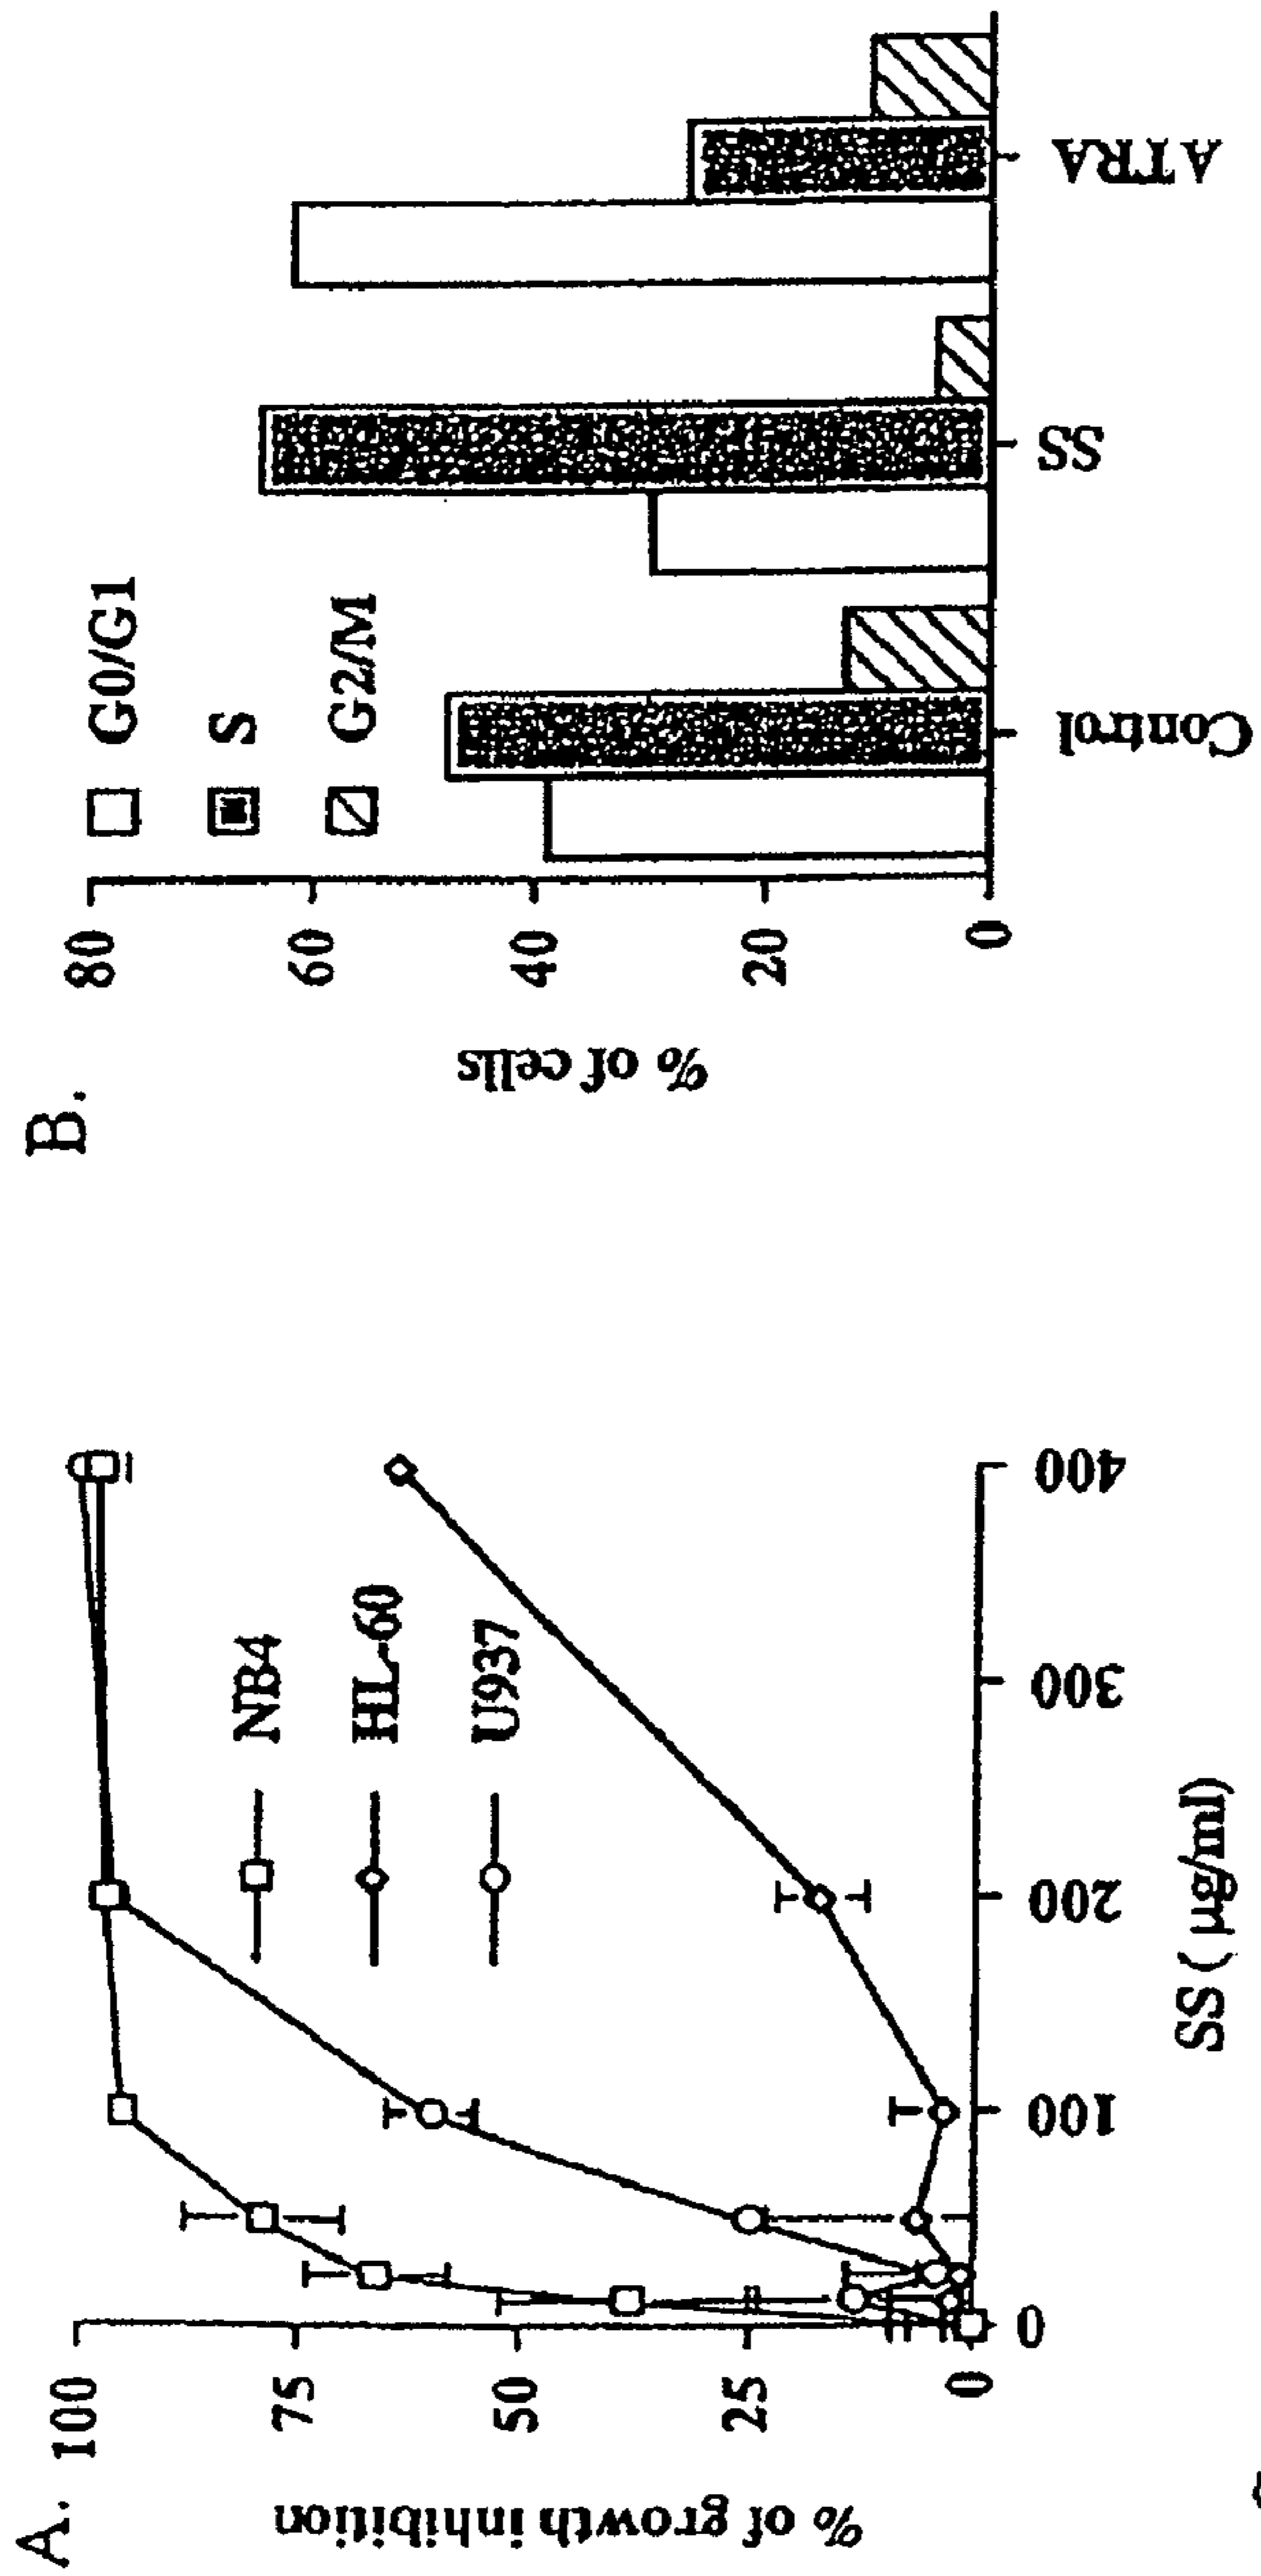 A.
% of growth inhibition
100
75
50
25
0
NB4
HL-60
U937
0
100
200
300
400
SS ( µg/ml)
B.
% of cells
80
60
40
20
0
G0/G1
S
G2/M
Control
SS
ATRA